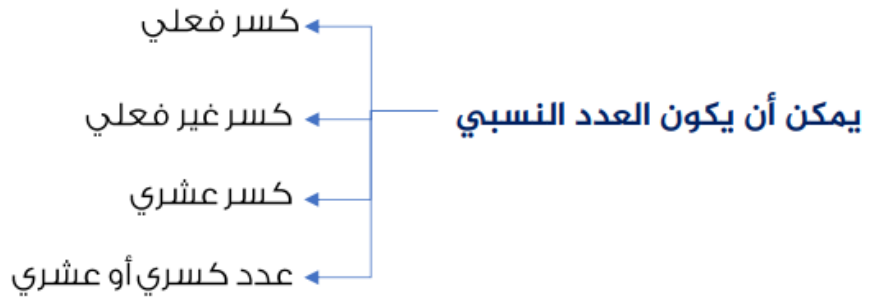 يمكن أن يكون العدد النسبي
كسر فعلي
كسر غير فعلي
كسر عشري
عدد كسري أو عشري